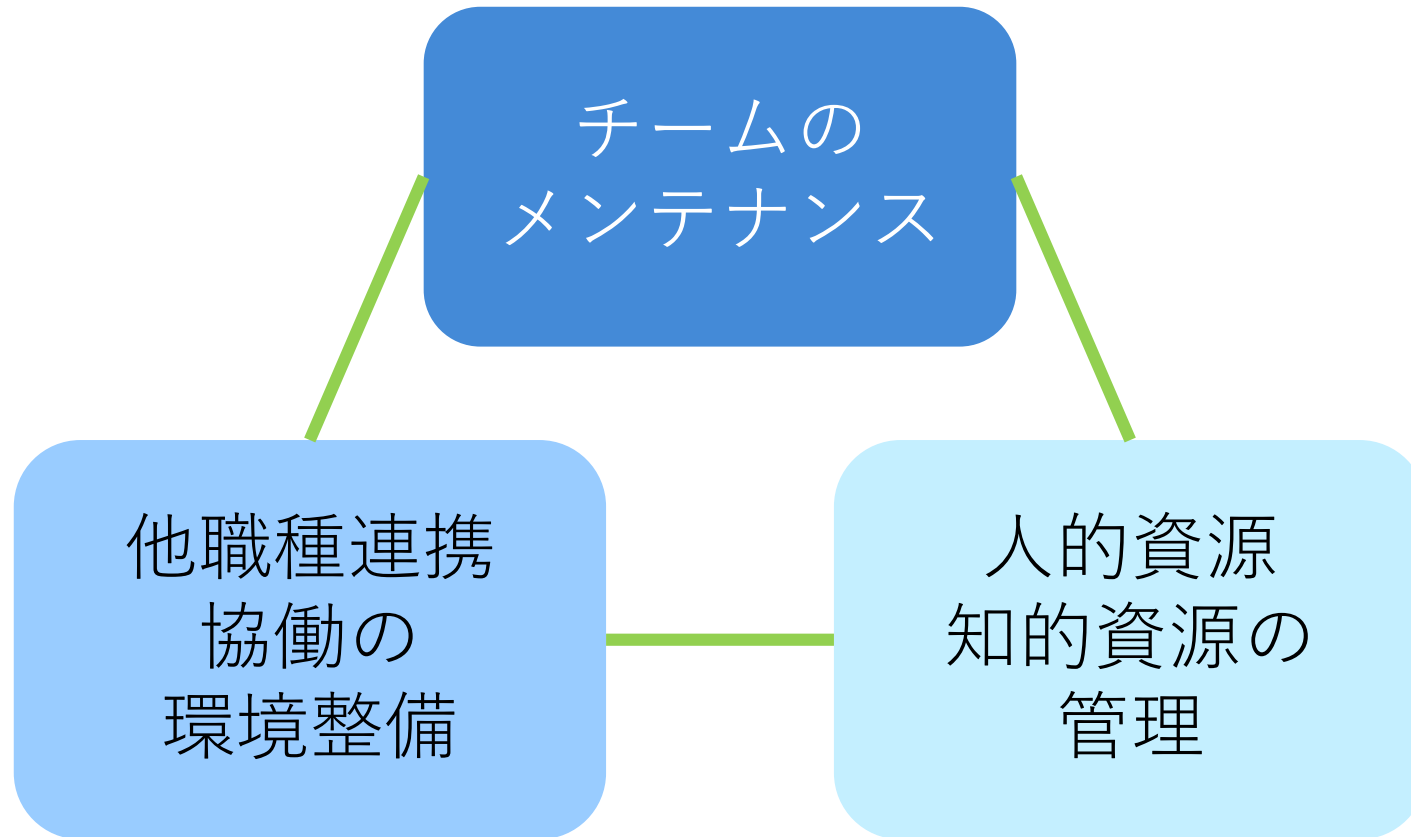 チームの
メンテナンス
他職種連携
協働の
環境整備
人的資源
知的資源の
管理